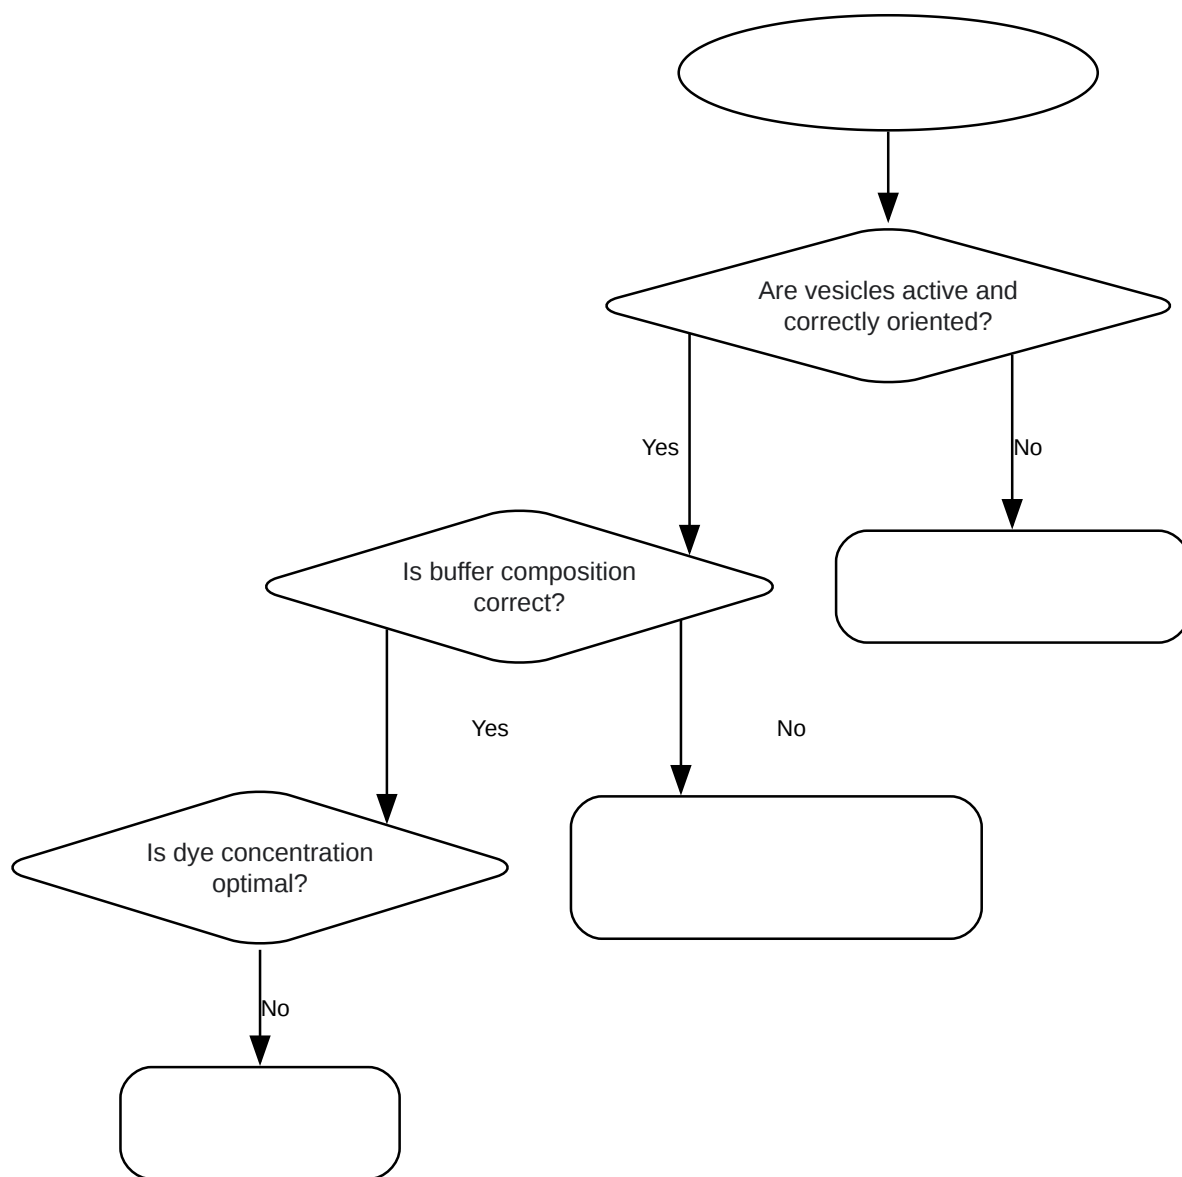 Are vesicles active and
correctly oriented?
Yes
No
Is buffer composition
correct?
Yes
No
Is dye concentration
optimal?
No